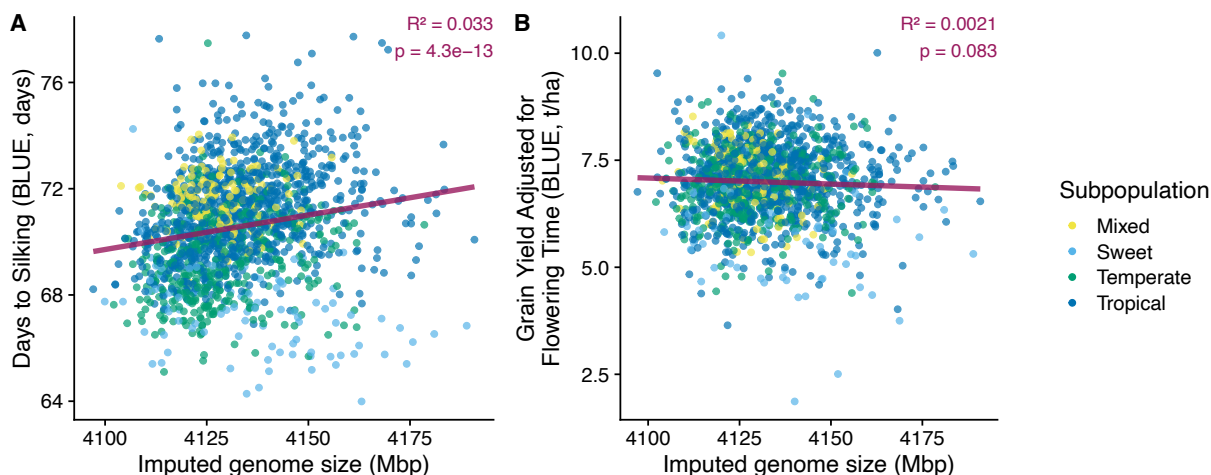 A
R² = 0.033
p = 4.3e−13
Days to Silking (BLUE, days)
76
72
68
64
4100
4125
4150
4175
Imputed genome size (Mbp)
B
R² = 0.0021
p = 0.083
Grain Yield Adjusted for
Flowering Time (BLUE, t/ha)
10.0
7.5
5.0
2.5
4100
4125
4150
4175
Imputed genome size (Mbp)
Subpopulation
Mixed
Sweet
Temperate
Tropical